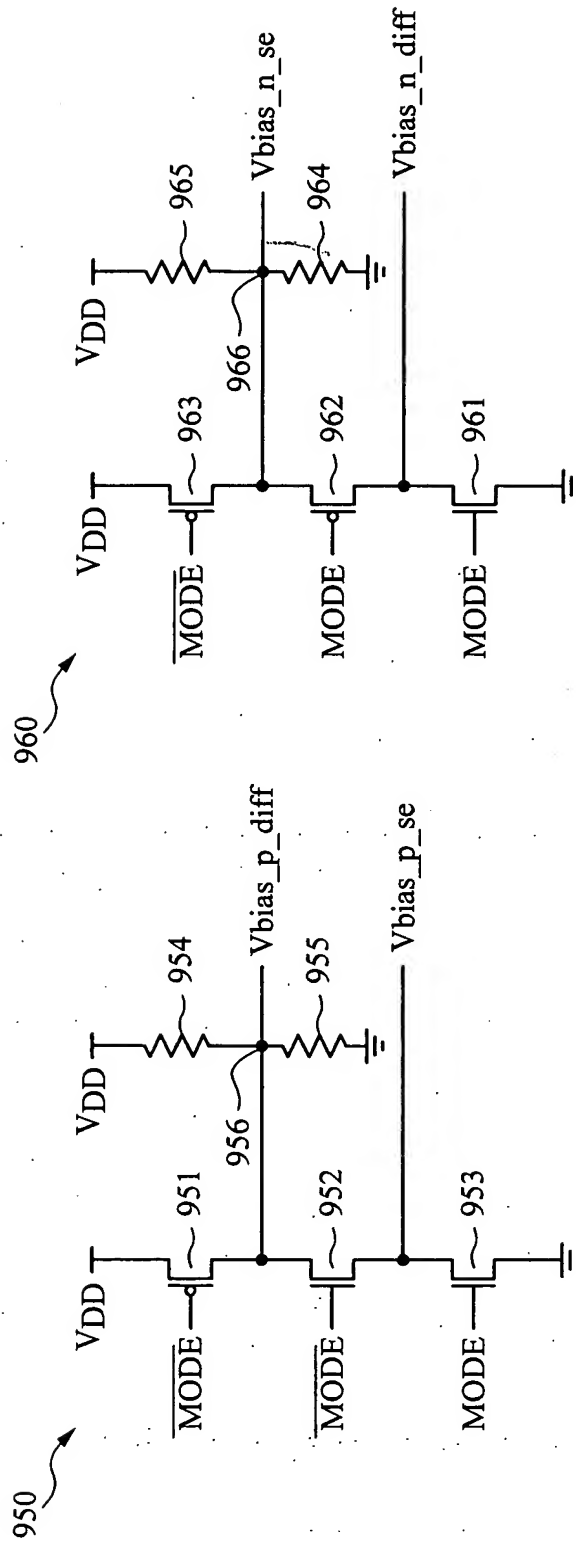 950
VDD
MODE
951
954
956
Vbias_p_diff
MODE
952
955
Vbias_p_se
MODE
953
960
VDD
VDD
MODE
963
965
966
Vbias_n_se
MODE
962
964
Vbias_n_diff
MODE
961
VDD